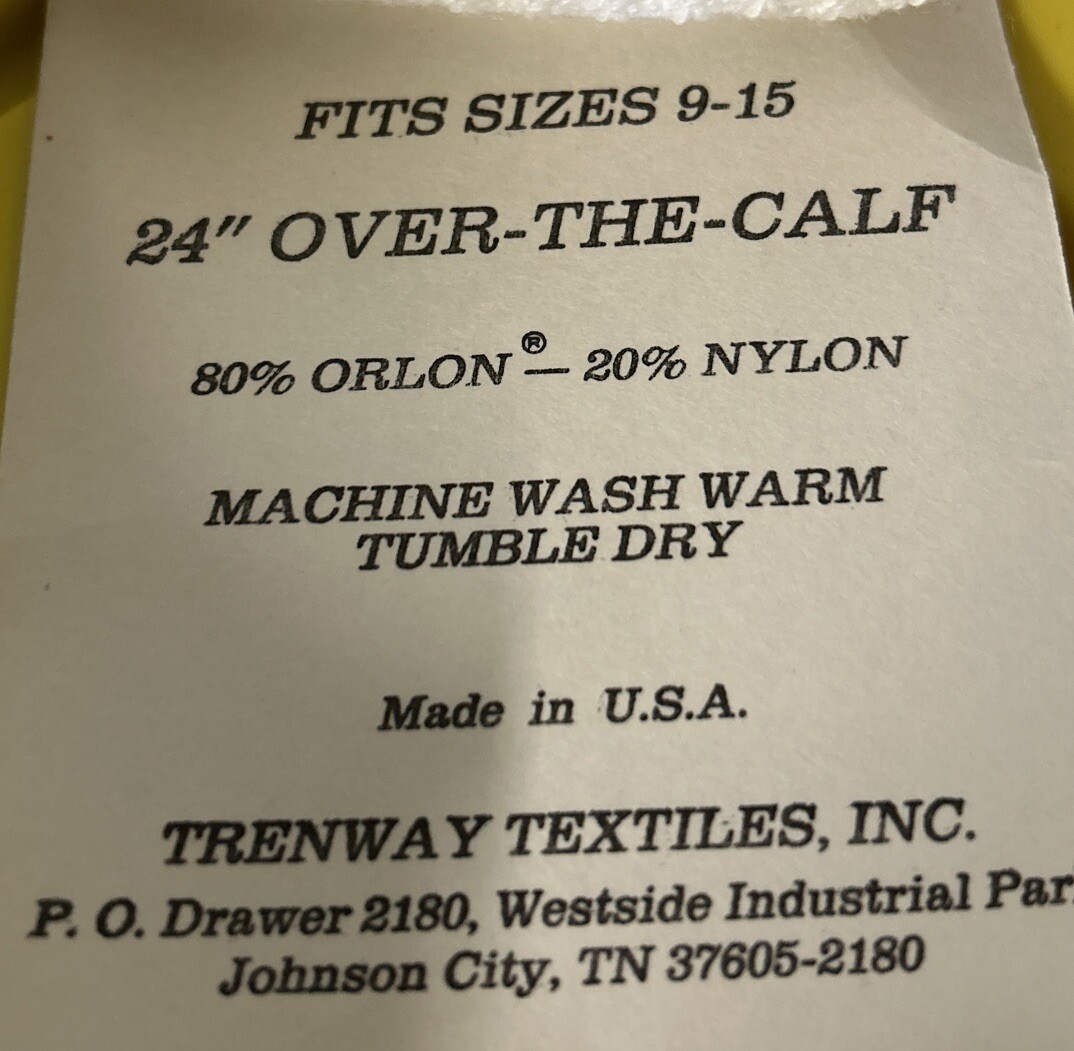 FITS SIZES 9-15
24" OVER-THE-CALF
80% ORLON®— 20% NYLON
MACHINE WASH WARM
TUMBLE DRY
Made in U.S.A.
TRENWAY TEXTILES, INC.
P. O. Drawer 2180, Westside Industrial Par
Johnson City, TN 37605-2180